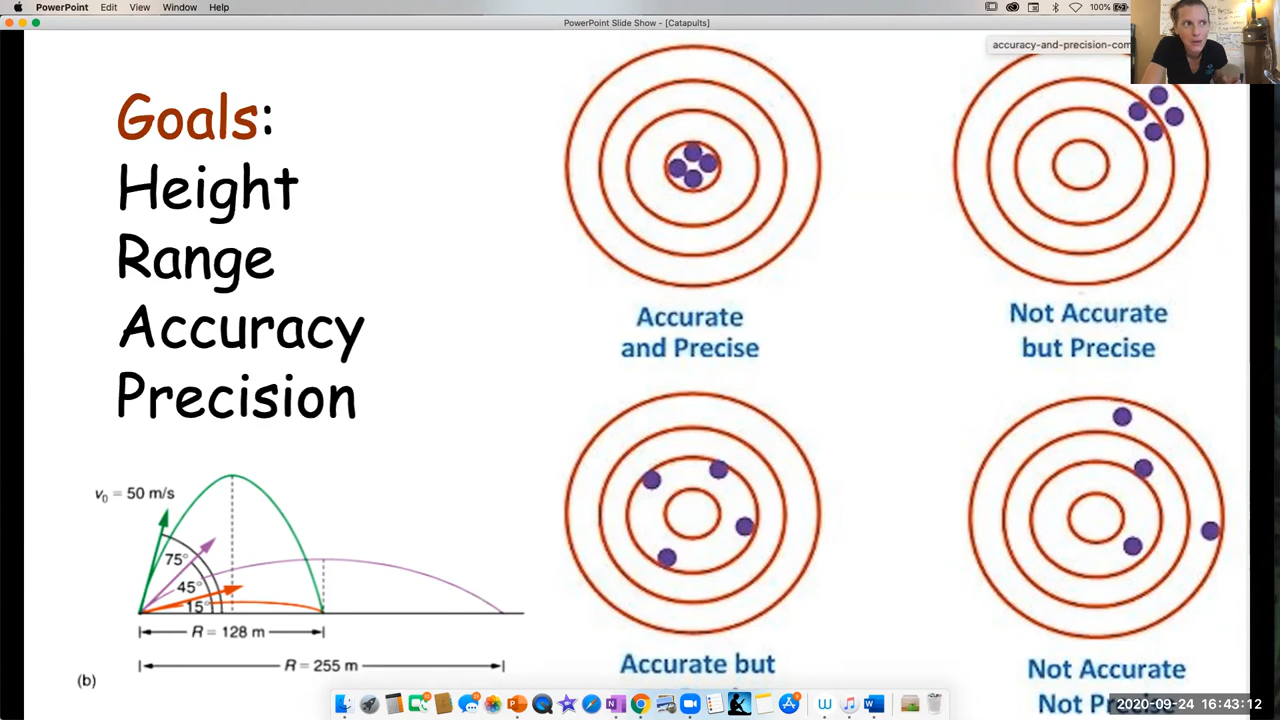 PowerPoint Edit View Window Help
100%
PowerPoint Slide Show - [Catapults]
accuracy-and-precision-com
Goals:
Height
Range
Accuracy
Precision
Accurate
and Precise
Not Accurate
but Precise
Accurate but
Not Accurate
Not Precise
v₀ = 50 m/s
75°
45°
15°
R = 128 m
R = 255 m
(b)
2020-09-24 16:43:12